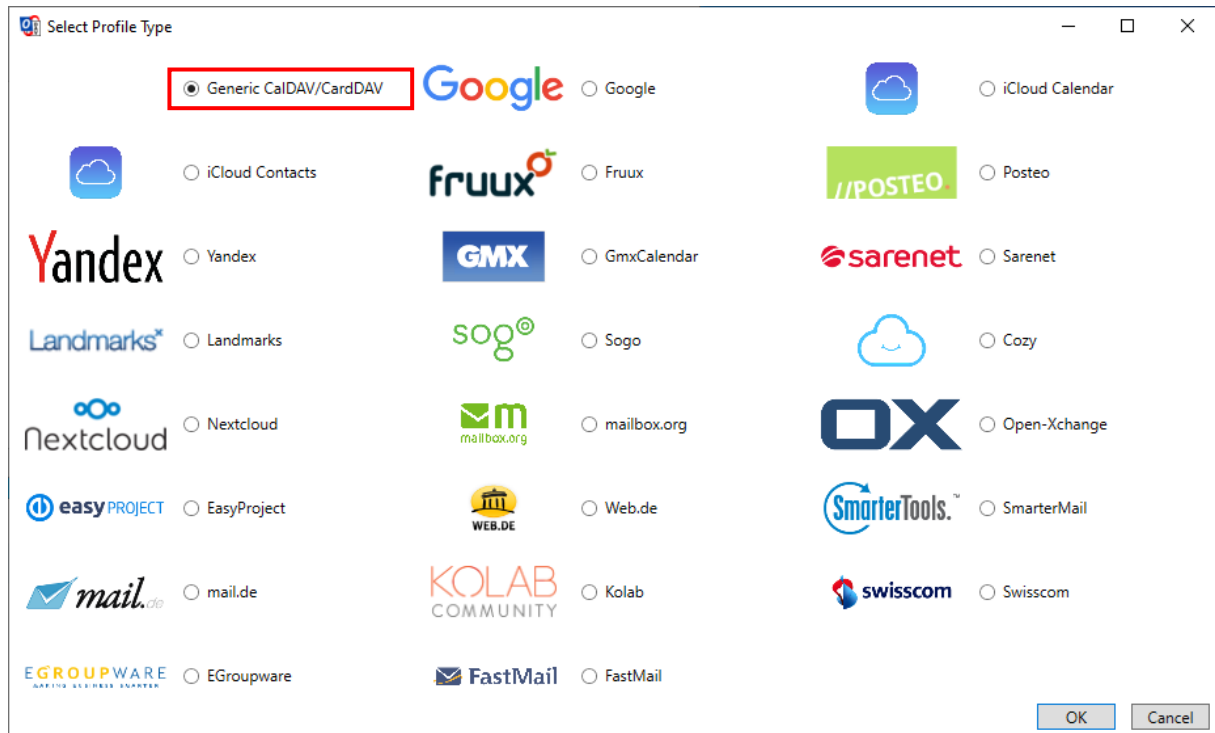 Select Profile Type
Generic CalDAV/CardDAV
Google Google
iCloud Calendar
iCloud Contacts
fruux Fruux
//POSTEO. Posteo
Yandex Yandex
GMX GmxCalendar
sarenet Sarenet
Landmarks Landmarks
sogo Sogo
Cozy
Nextcloud Nextcloud
m
mailbox.org mailbox.org
OX Open-Xchange
easy PROJECT EasyProject
WEB.DE Web.de
SmarterTools.™ SmarterMail
mail.de mail.de
KOLAB
COMMUNITY Kolab
swisscom Swisscom
EGROUPWARE EGroupware
FastMail FastMail
OK Cancel